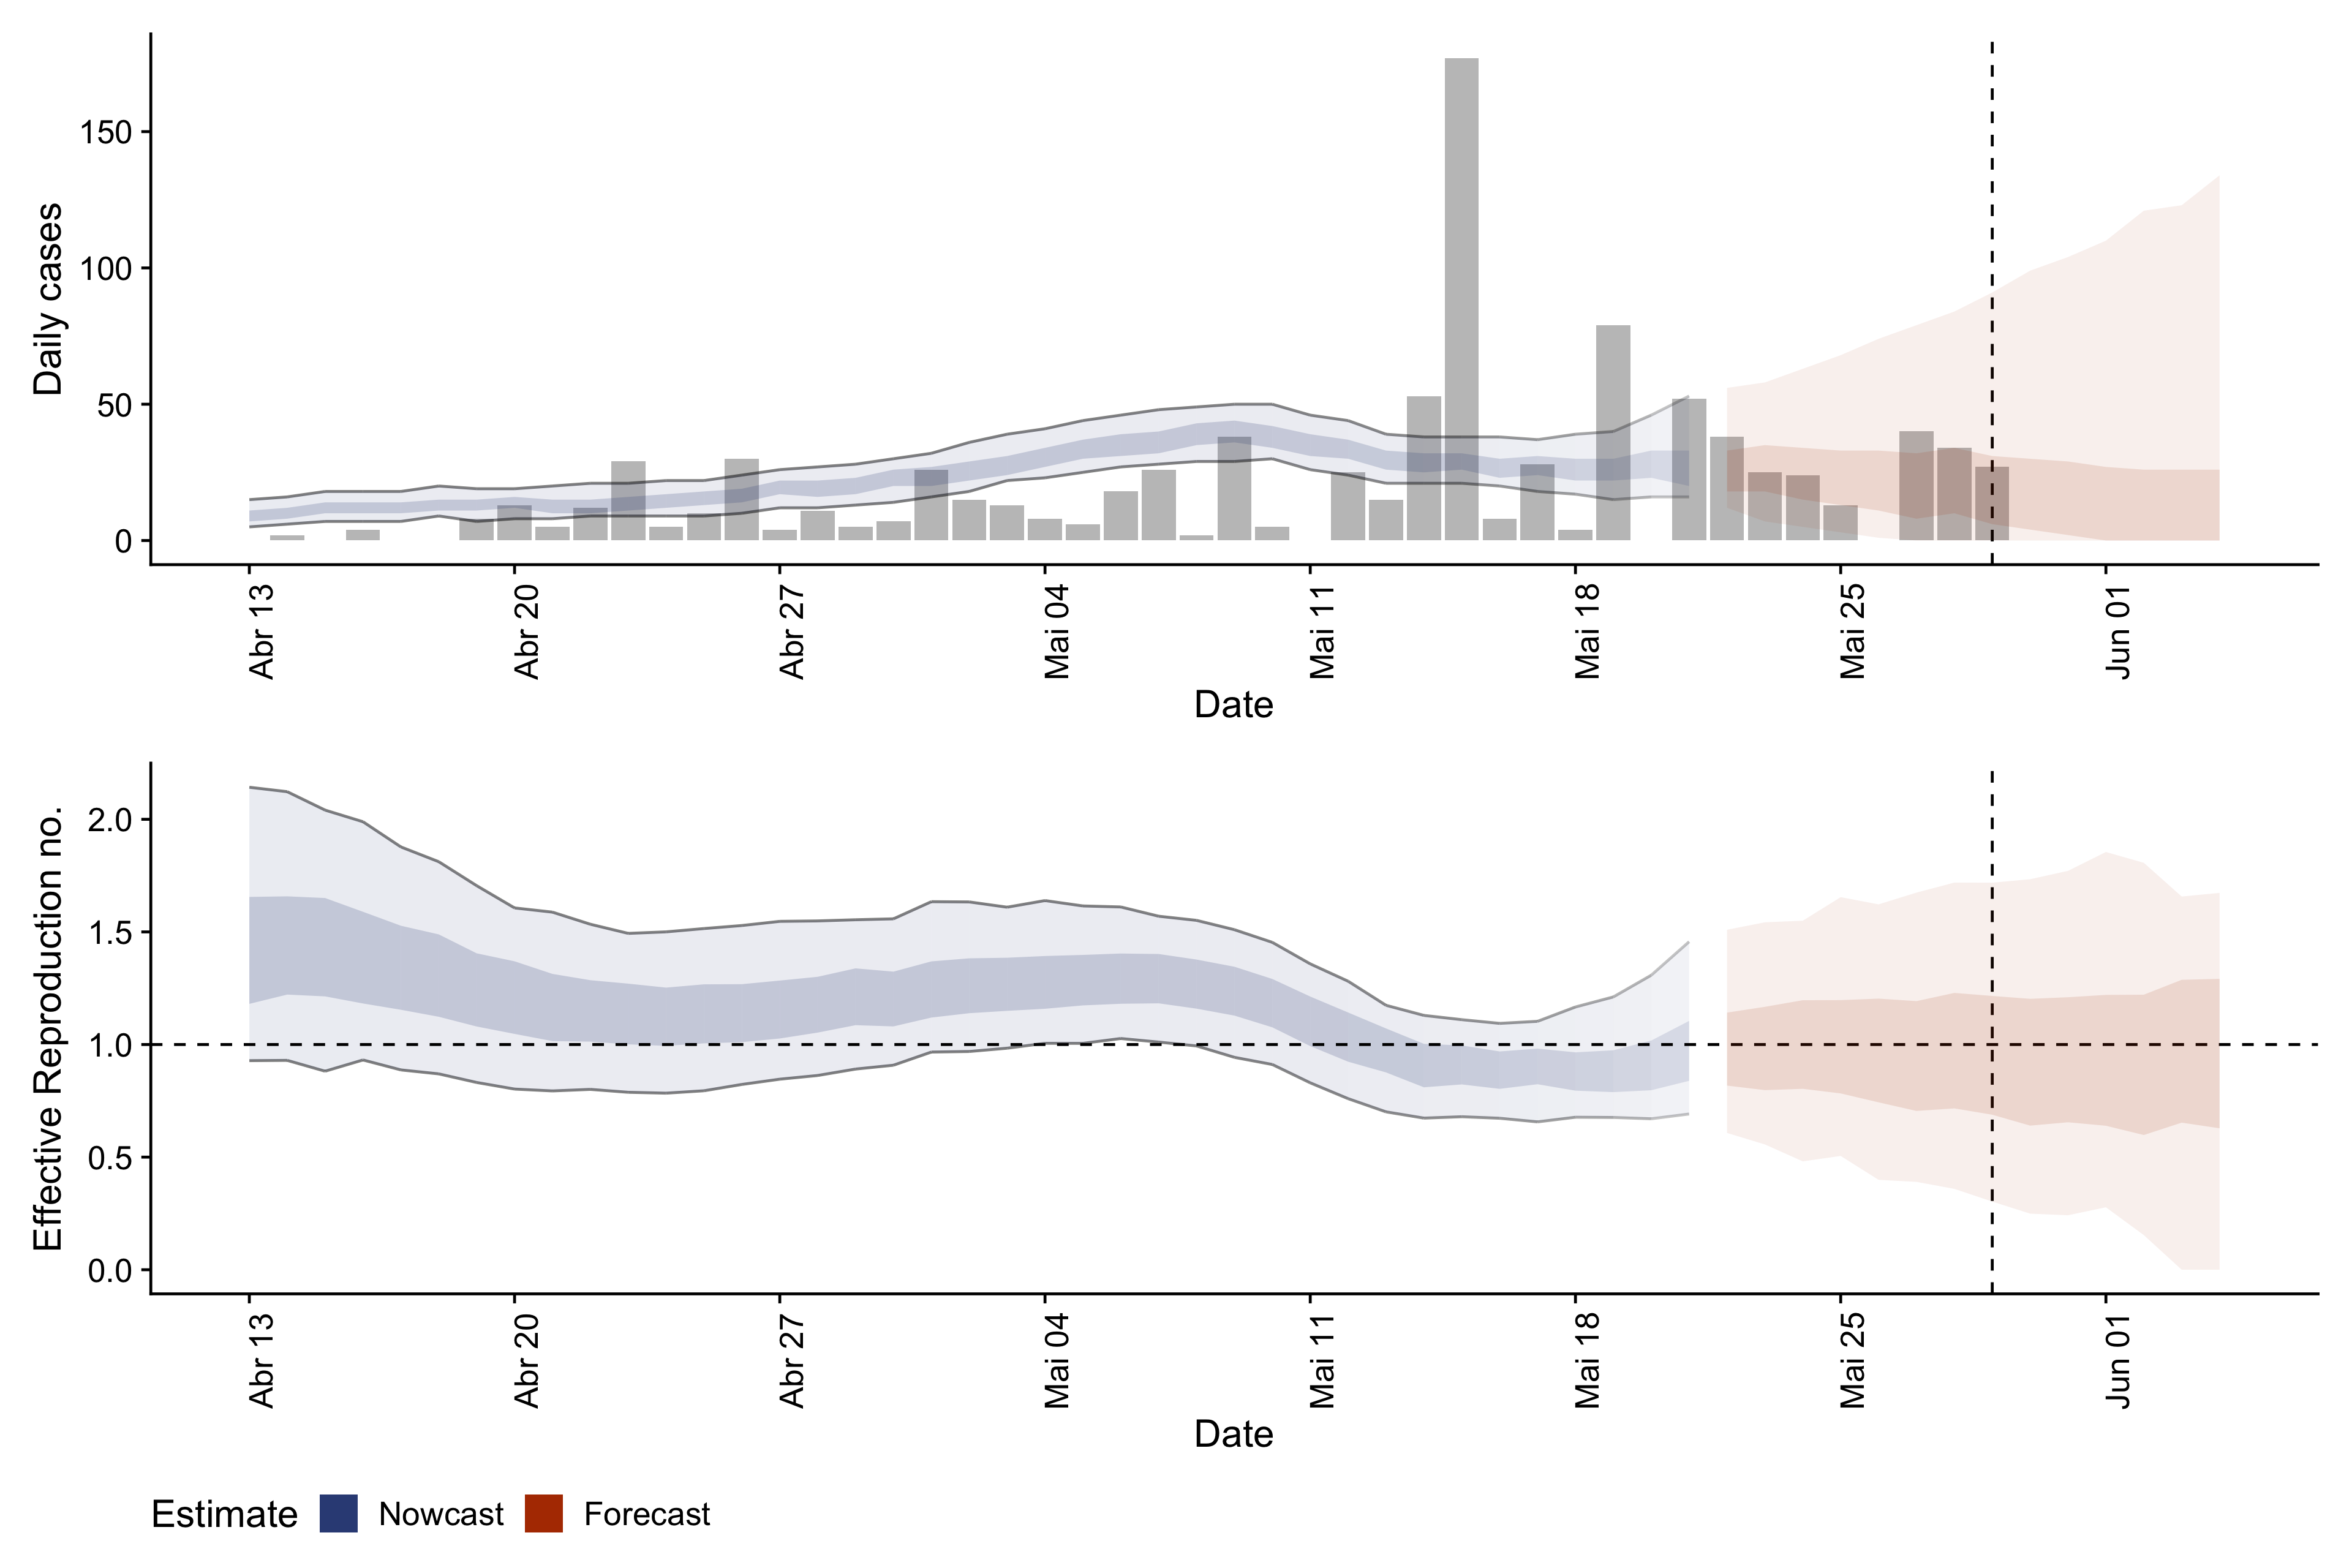 Daily cases
150
100
50
0
Abr 13
Abr 20
Abr 27
Mai 04
Mai 11
Mai 18
Mai 25
Jun 01
Date
Effective Reproduction no.
2.0
1.5
1.0
0.5
0.0
Abr 13
Abr 20
Abr 27
Mai 04
Mai 11
Mai 18
Mai 25
Jun 01
Date
Estimate Nowcast Forecast